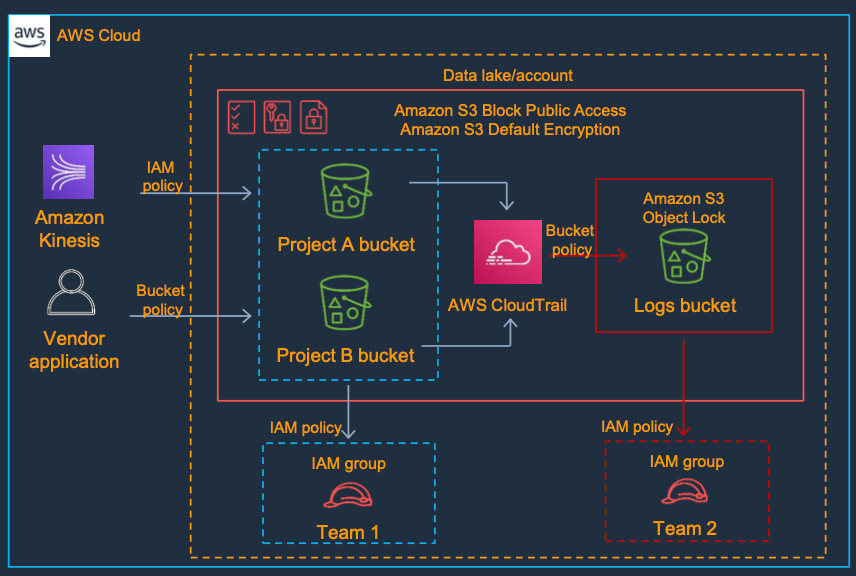 aws
AWS Cloud
Data lake/account
Amazon S3 Block Public Access
Amazon S3 Default Encryption
IAM
policy
Amazon
Kinesis
Project A bucket
Amazon S3
Object Lock
Bucket
policy
AWS CloudTrail
Logs bucket
Bucket
policy
Vendor
application
Project B bucket
IAM policy
IAM group
Team 1
IAM policy
IAM group
Team 2